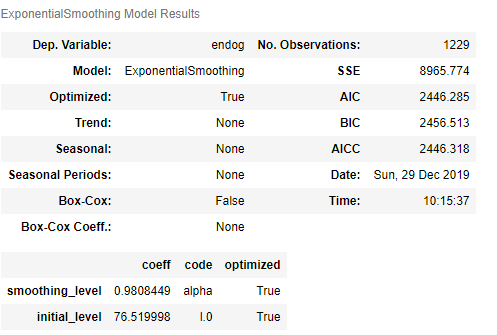 ExponentialSmoothing Model Results
Dep. Variable: endog No. Observations: 1229
Model: ExponentialSmoothing SSE 8965.774
Optimized: True AIC 2446.285
Trend: None BIC 2456.513
Seasonal: None AICC 2446.318
Seasonal Periods: None Date: Sun, 29 Dec 2019
Box-Cox: False Time: 10:15:37
Box-Cox Coeff.: None
coeff code optimized
smoothing_level 0.9808449 alpha True
initial_level 76.519998 l.0 True